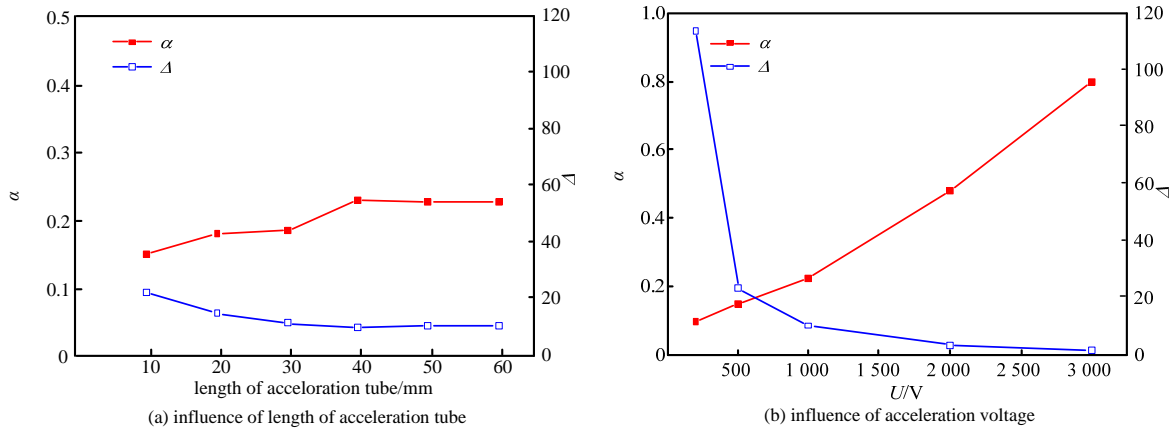 0.5
0.4
0.3
0.2
0.1
0
α
120
100
80
60
40
20
0
Δ
α
Δ
10 20 30 40 50 60
length of acceloration tube/mm
(a) influence of length of acceleration tube
1.0
0.8
0.6
0.4
0.2
0
α
120
100
80
60
40
20
0
Δ
α
Δ
500 1 000 1 500 2 000 2 500 3 000
U/V
(b) influence of acceleration voltage